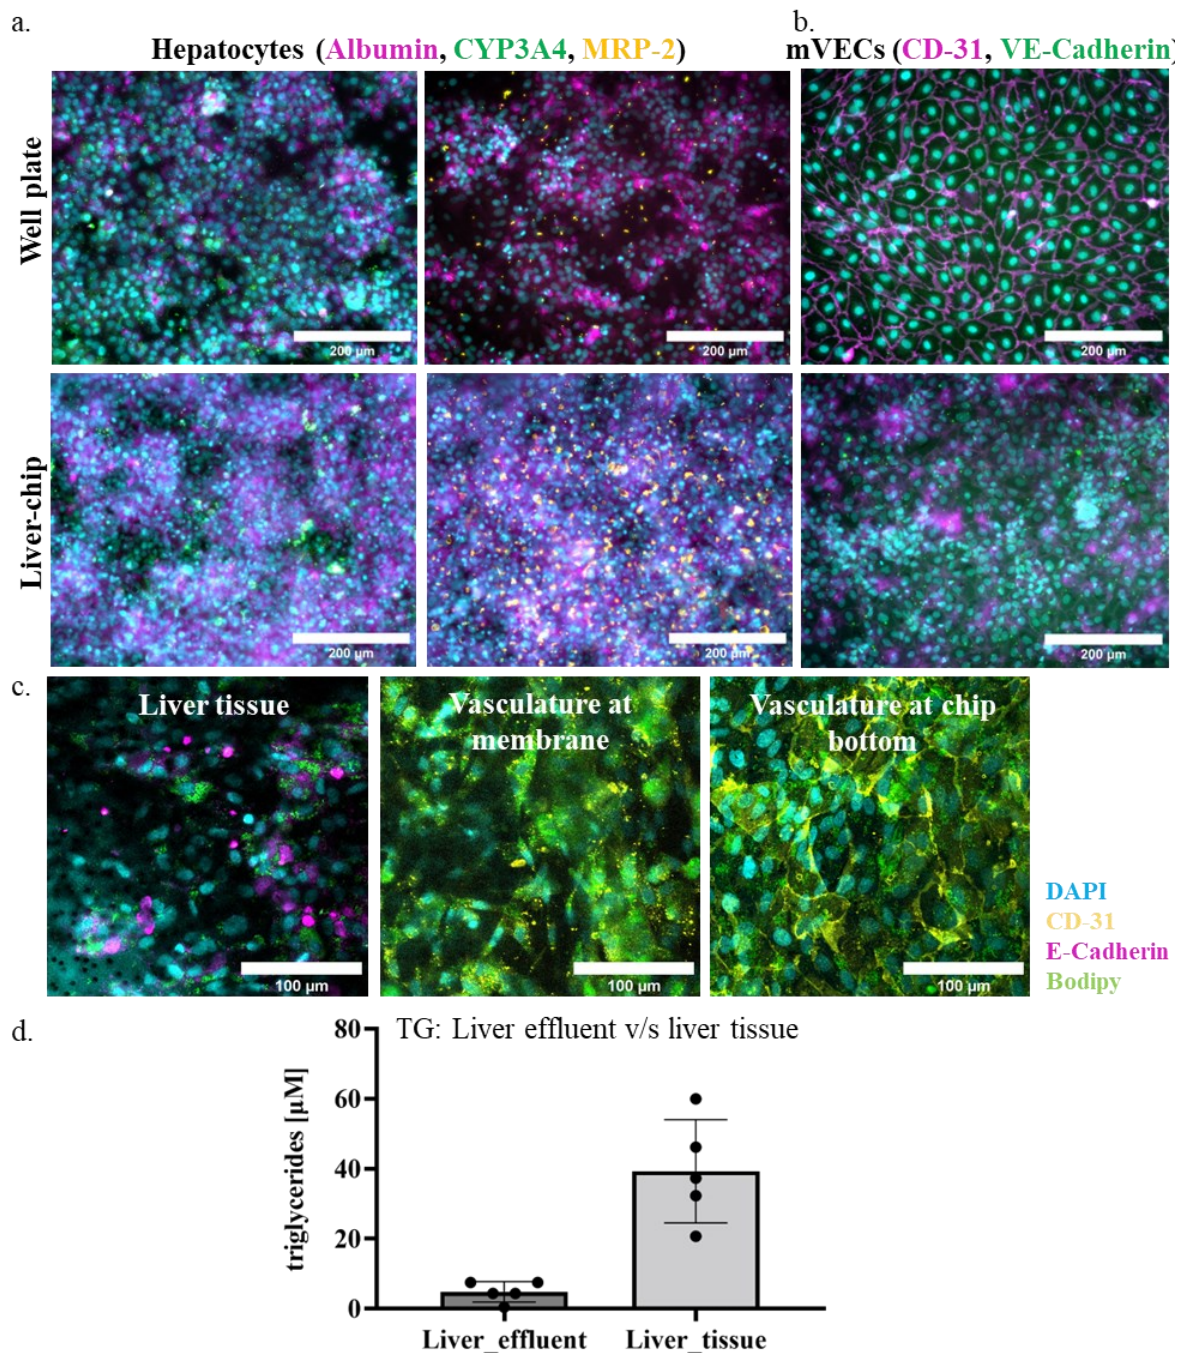 a.
b.
Hepatocytes (Albumin, CYP3A4, MRP-2)
mVECs (CD-31, VE-Cadherin)
Well plate
200 µm
200 µm
200 µm
Liver-chip
200 µm
200 µm
200 µm
c.
Liver tissue
Vasculature at
membrane
Vasculature at chip
bottom
100 µm
100 µm
100 µm
DAPI
CD-31
E-Cadherin
Bodipy
d.
TG: Liver effluent v/s liver tissue
triglycerides [µM]
80
60
40
20
0
Liver_effluent
Liver_tissue